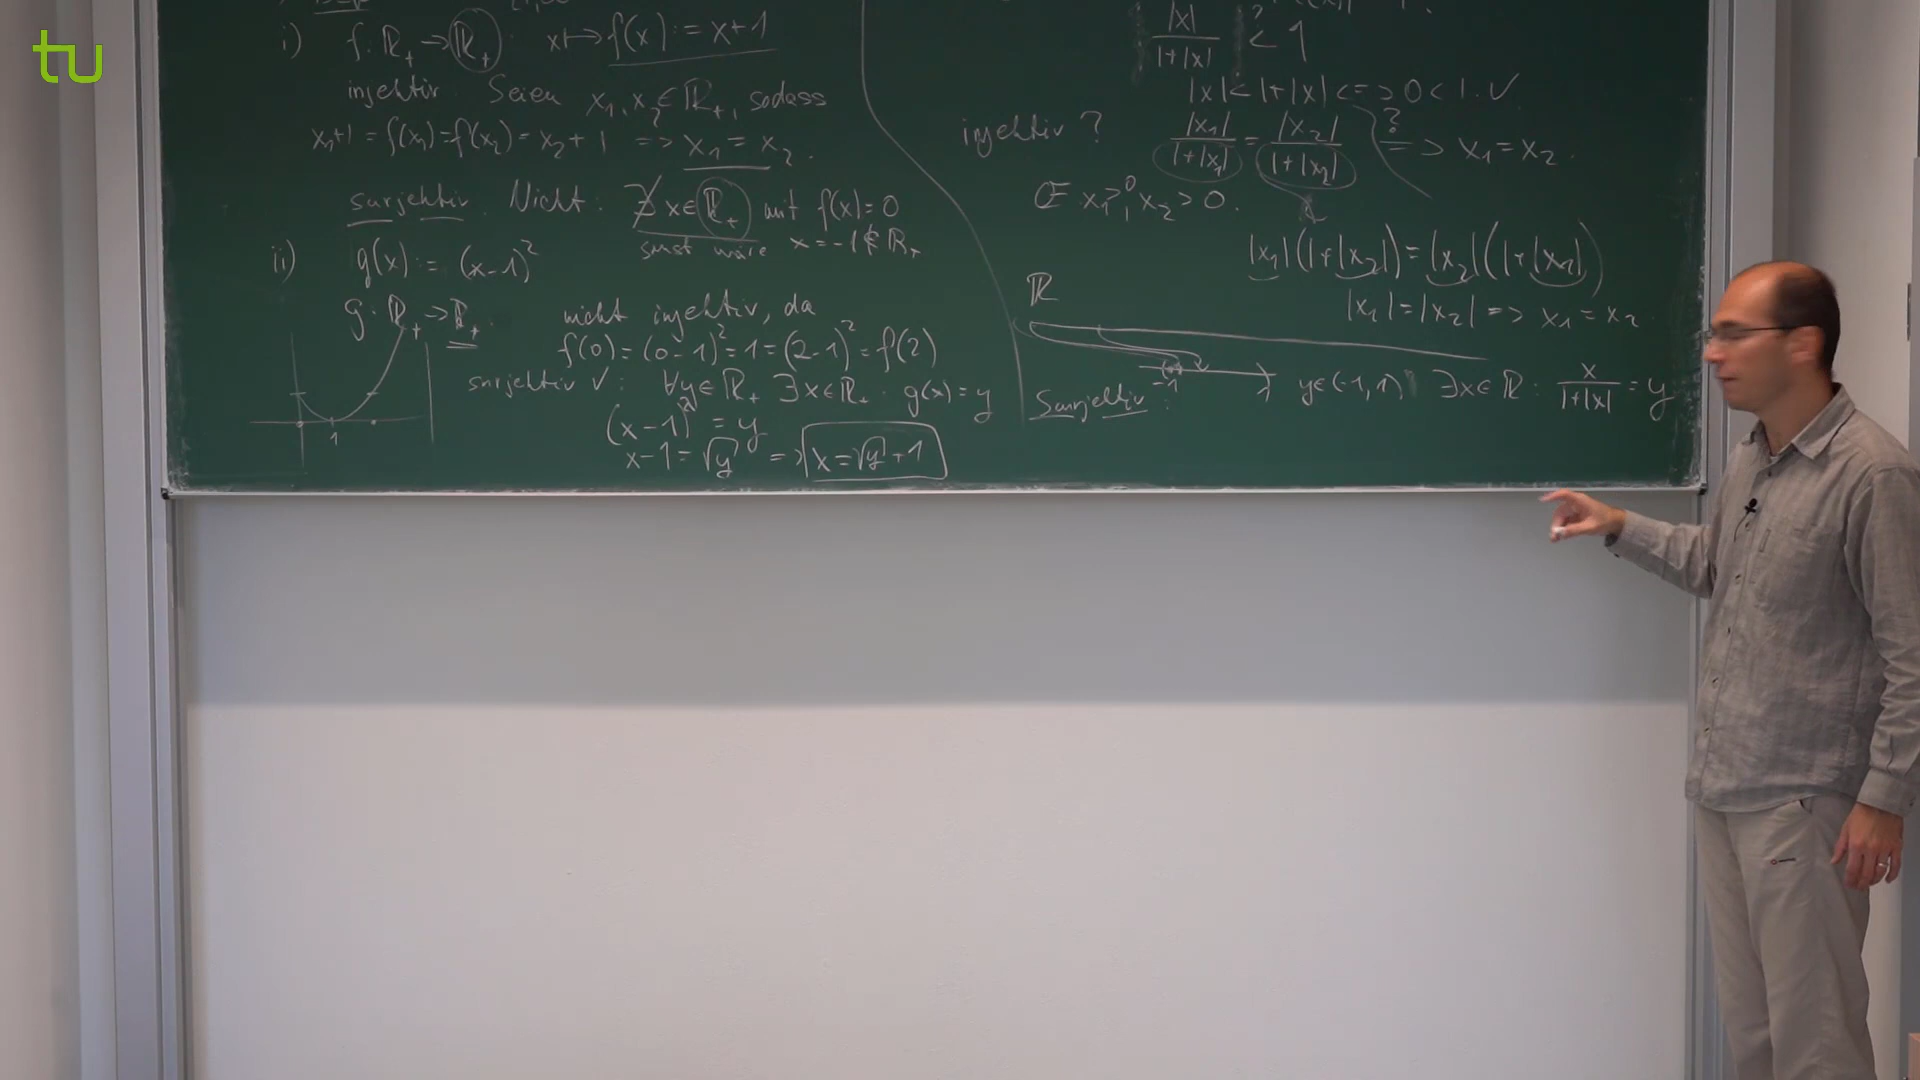 tu
i) f: ℝ₊ → ℝ₊ x ↦ f(x) := x+1
injektiv. Seien x₁, x₂ ∈ ℝ₊, sodass
x₁+1 = f(x₁) = f(x₂) = x₂+1 => x₁ = x₂.
surjektiv. Nicht: ∄ x ∈ ℝ₊ mit f(x) = 0
sonst wäre x = -1 ∉ ℝ₊
ii) g(x) := (x-1)²
g: ℝ₊ → ℝ₊.
1
nicht injektiv, da
f(0) = (0-1)² = 1 = (2-1)² = f(2)
surjektiv ✓: ∀y ∈ ℝ₊ ∃x ∈ ℝ₊: g(x) = y
(x-1)² = y
x-1 = √y => x = √y + 1
|x| / 1+|x| <? 1
|x| < 1+|x| <=> 0 < 1. ✓
injektiv? |x₁| / 1+|x₁| = |x₂| / 1+|x₂| =>? x₁ = x₂.
Œ x₁ > 0, x₂ > 0.
|x₁|(1+|x₂|) = |x₂|(1+|x₁|)
|x₁| = |x₂| => x₁ = x₂.
ℝ
-1
Surjektiv: y ∈ (-1, 1) ∃x ∈ ℝ: x / 1+|x| = y